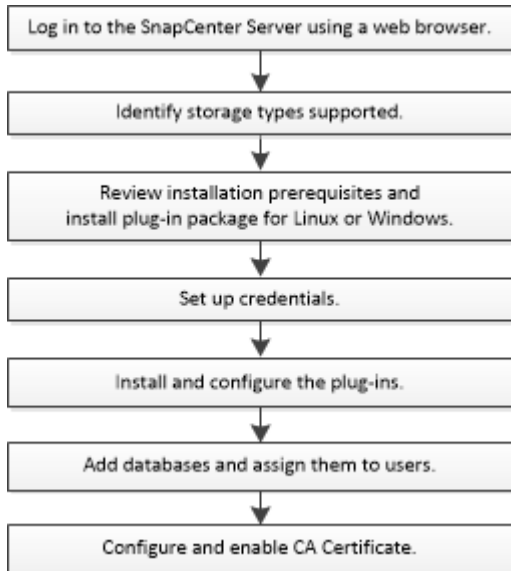 Log in to the SnapCenter Server using a web browser.
Identify storage types supported.
Review installation prerequisites and
install plug-in package for Linux or Windows.
Set up credentials.
Install and configure the plug-ins.
Add databases and assign them to users.
Configure and enable CA Certificate.